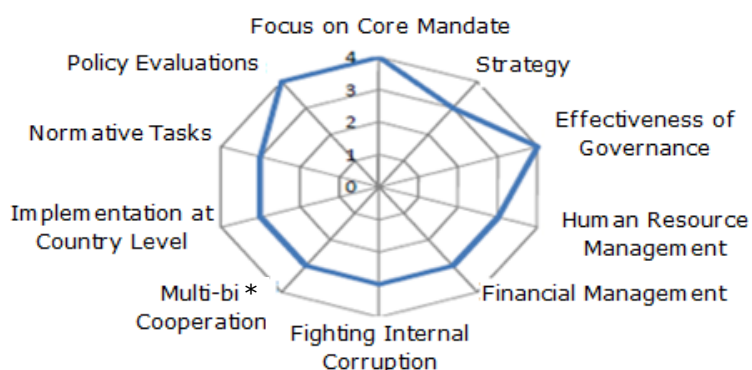 Focus on Core Mandate
Policy Evaluations
Strategy
4
3
2
1
0
Normative Tasks
Effectiveness of
Governance
Implementation at
Country Level
Human Resource
Management
Multi-bi *
Cooperation
Financial Management
Fighting Internal
Corruption